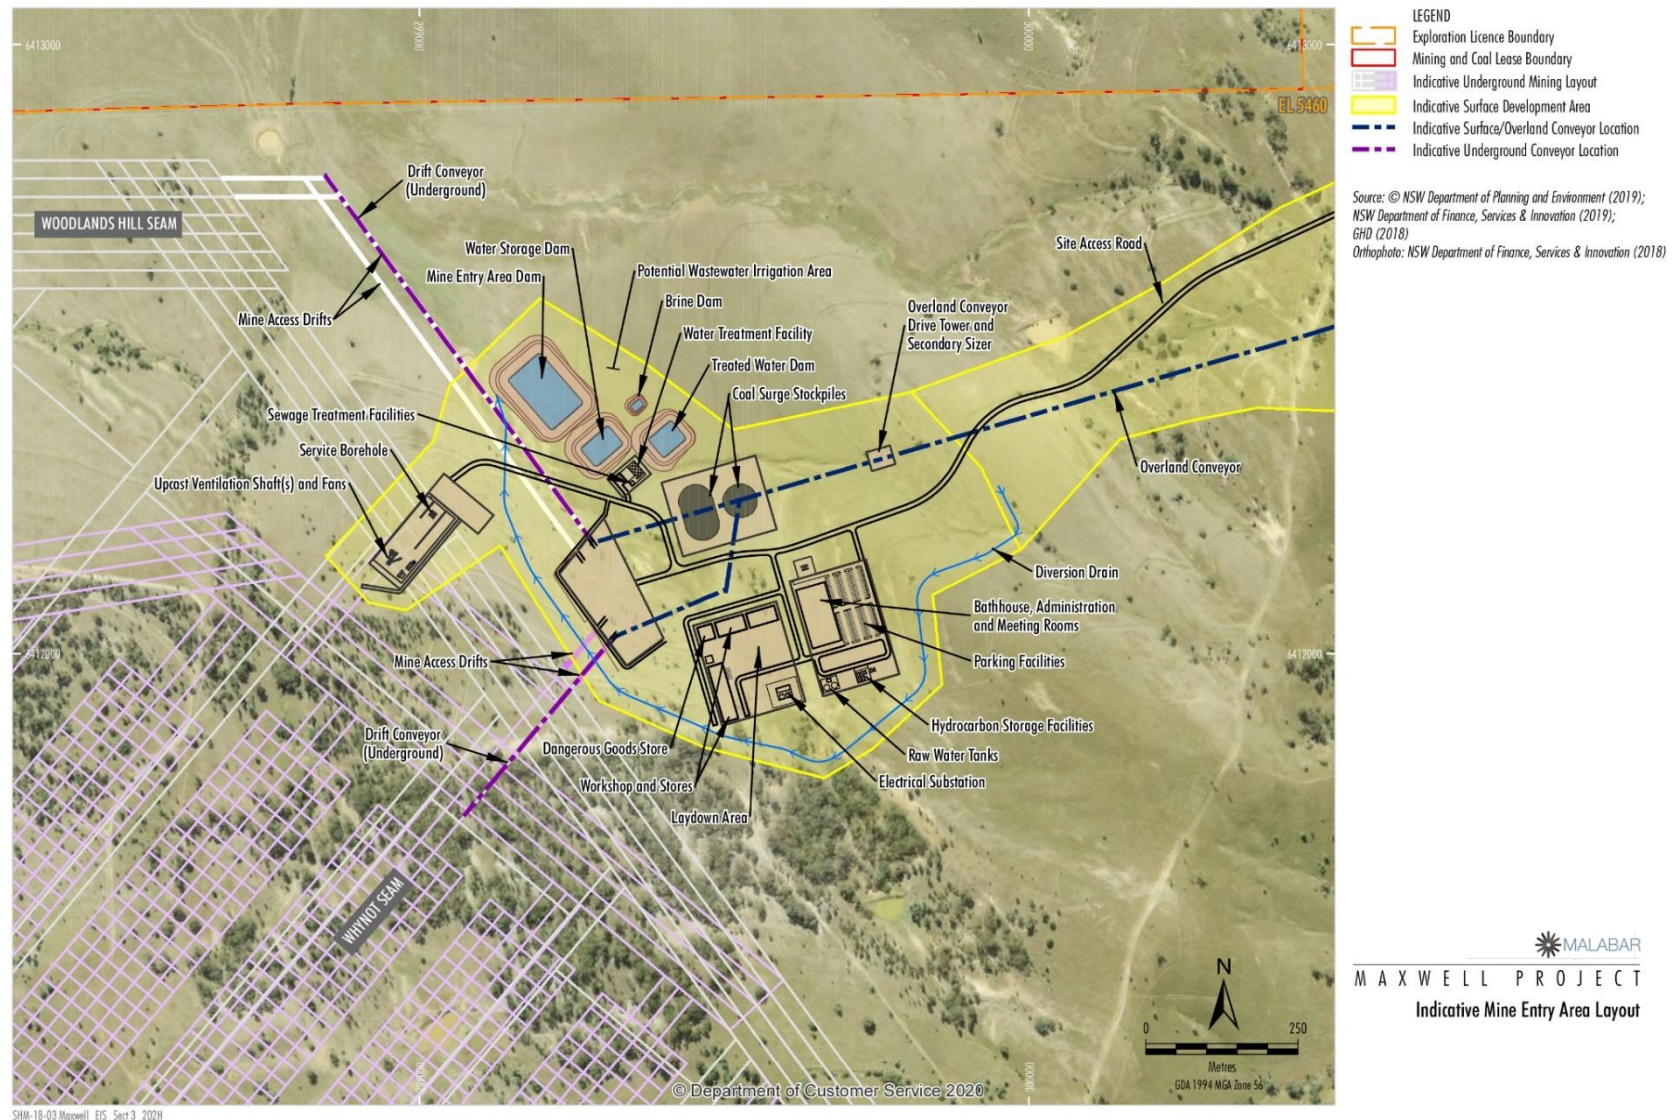 6413000
299000
300000
6413000
EL 5460
Drift Conveyor
(Underground)
WOODLANDS HILL SEAM
Water Storage Dam
Mine Entry Area Dam
Potential Wastewater Irrigation Area
Brine Dam
Site Access Road
Mine Access Drifts
Water Treatment Facility
Overland Conveyor
Drive Tower and
Secondary Sizer
Treated Water Dam
Coal Surge Stockpiles
Sewage Treatment Facilities
Service Borehole
Upcast Ventilation Shaft(s) and Fans
Overland Conveyor
Diversion Drain
Bathhouse, Administration
and Meeting Rooms
6412000
Mine Access Drifts
Parking Facilities
6412000
Drift Conveyor
(Underground)
Dangerous Goods Store
Hydrocarbon Storage Facilities
Raw Water Tanks
Workshop and Stores
Electrical Substation
Laydown Area
WHYNOT SEAM
N
0
250
Metres
GDA 1994 MGA Zone 56
© Department of Customer Service 2020
SHM-18-03 Maxwell_EIS_Sect 3_202H
LEGEND
Exploration Licence Boundary
Mining and Coal Lease Boundary
Indicative Underground Mining Layout
Indicative Surface Development Area
Indicative Surface/Overland Conveyor Location
Indicative Underground Conveyor Location
Source: © NSW Department of Planning and Environment (2019);
NSW Department of Finance, Services & Innovation (2019);
GHD (2018)
Orthophoto: NSW Department of Finance, Services & Innovation (2018)
MALABAR
MAXWELL PROJECT
Indicative Mine Entry Area Layout